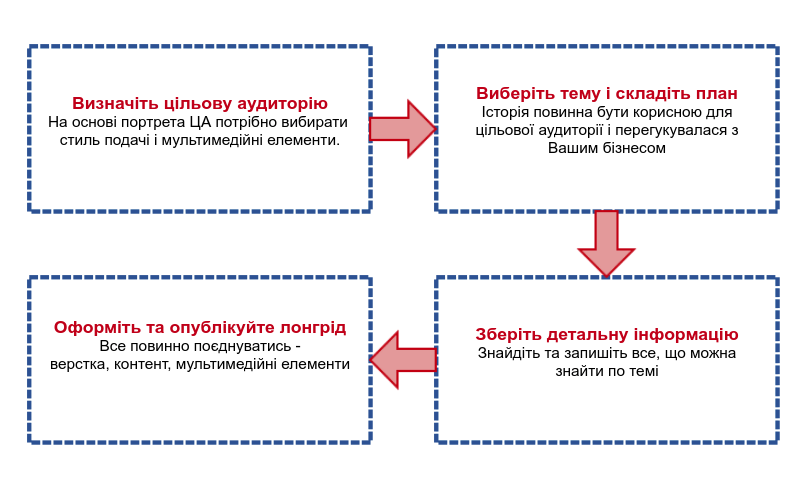 Визначіть цільову аудиторію
На основі портрета ЦА потрібно вибирати
стиль подачі і мультимедійні елементи.
Виберіть тему і складіть план
Історія повинна бути корисною для
цільової аудиторії і перегукувалася з
Вашим бізнесом
Зберіть детальну інформацію
Знайдіть та запишіть все, що можна
знайти по темі
Оформіть та опублікуйте лонгрід
Все повинно поєднуватись -
верстка, контент, мультимедійні елементи